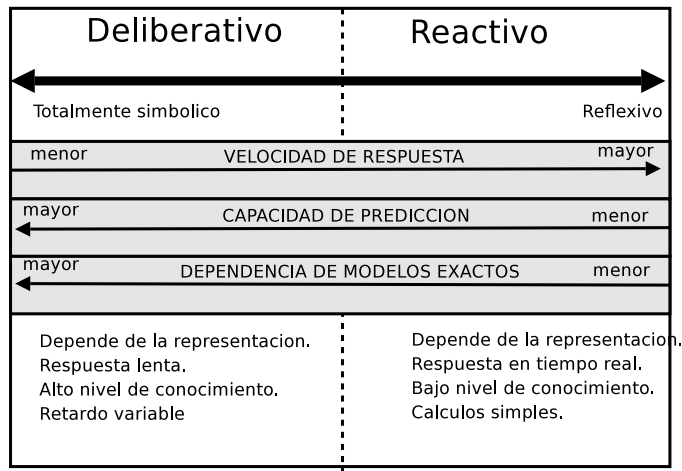 Deliberativo
Reactivo
Totalmente simbolico
Reflexivo
menor VELOCIDAD DE RESPUESTA mayor
mayor CAPACIDAD DE PREDICCION menor
mayor DEPENDENCIA DE MODELOS EXACTOS menor
Depende de la representacion.
Respuesta lenta.
Alto nivel de conocimiento.
Retardo variable
Depende de la representacion.
Respuesta en tiempo real.
Bajo nivel de conocimiento.
Calculos simples.